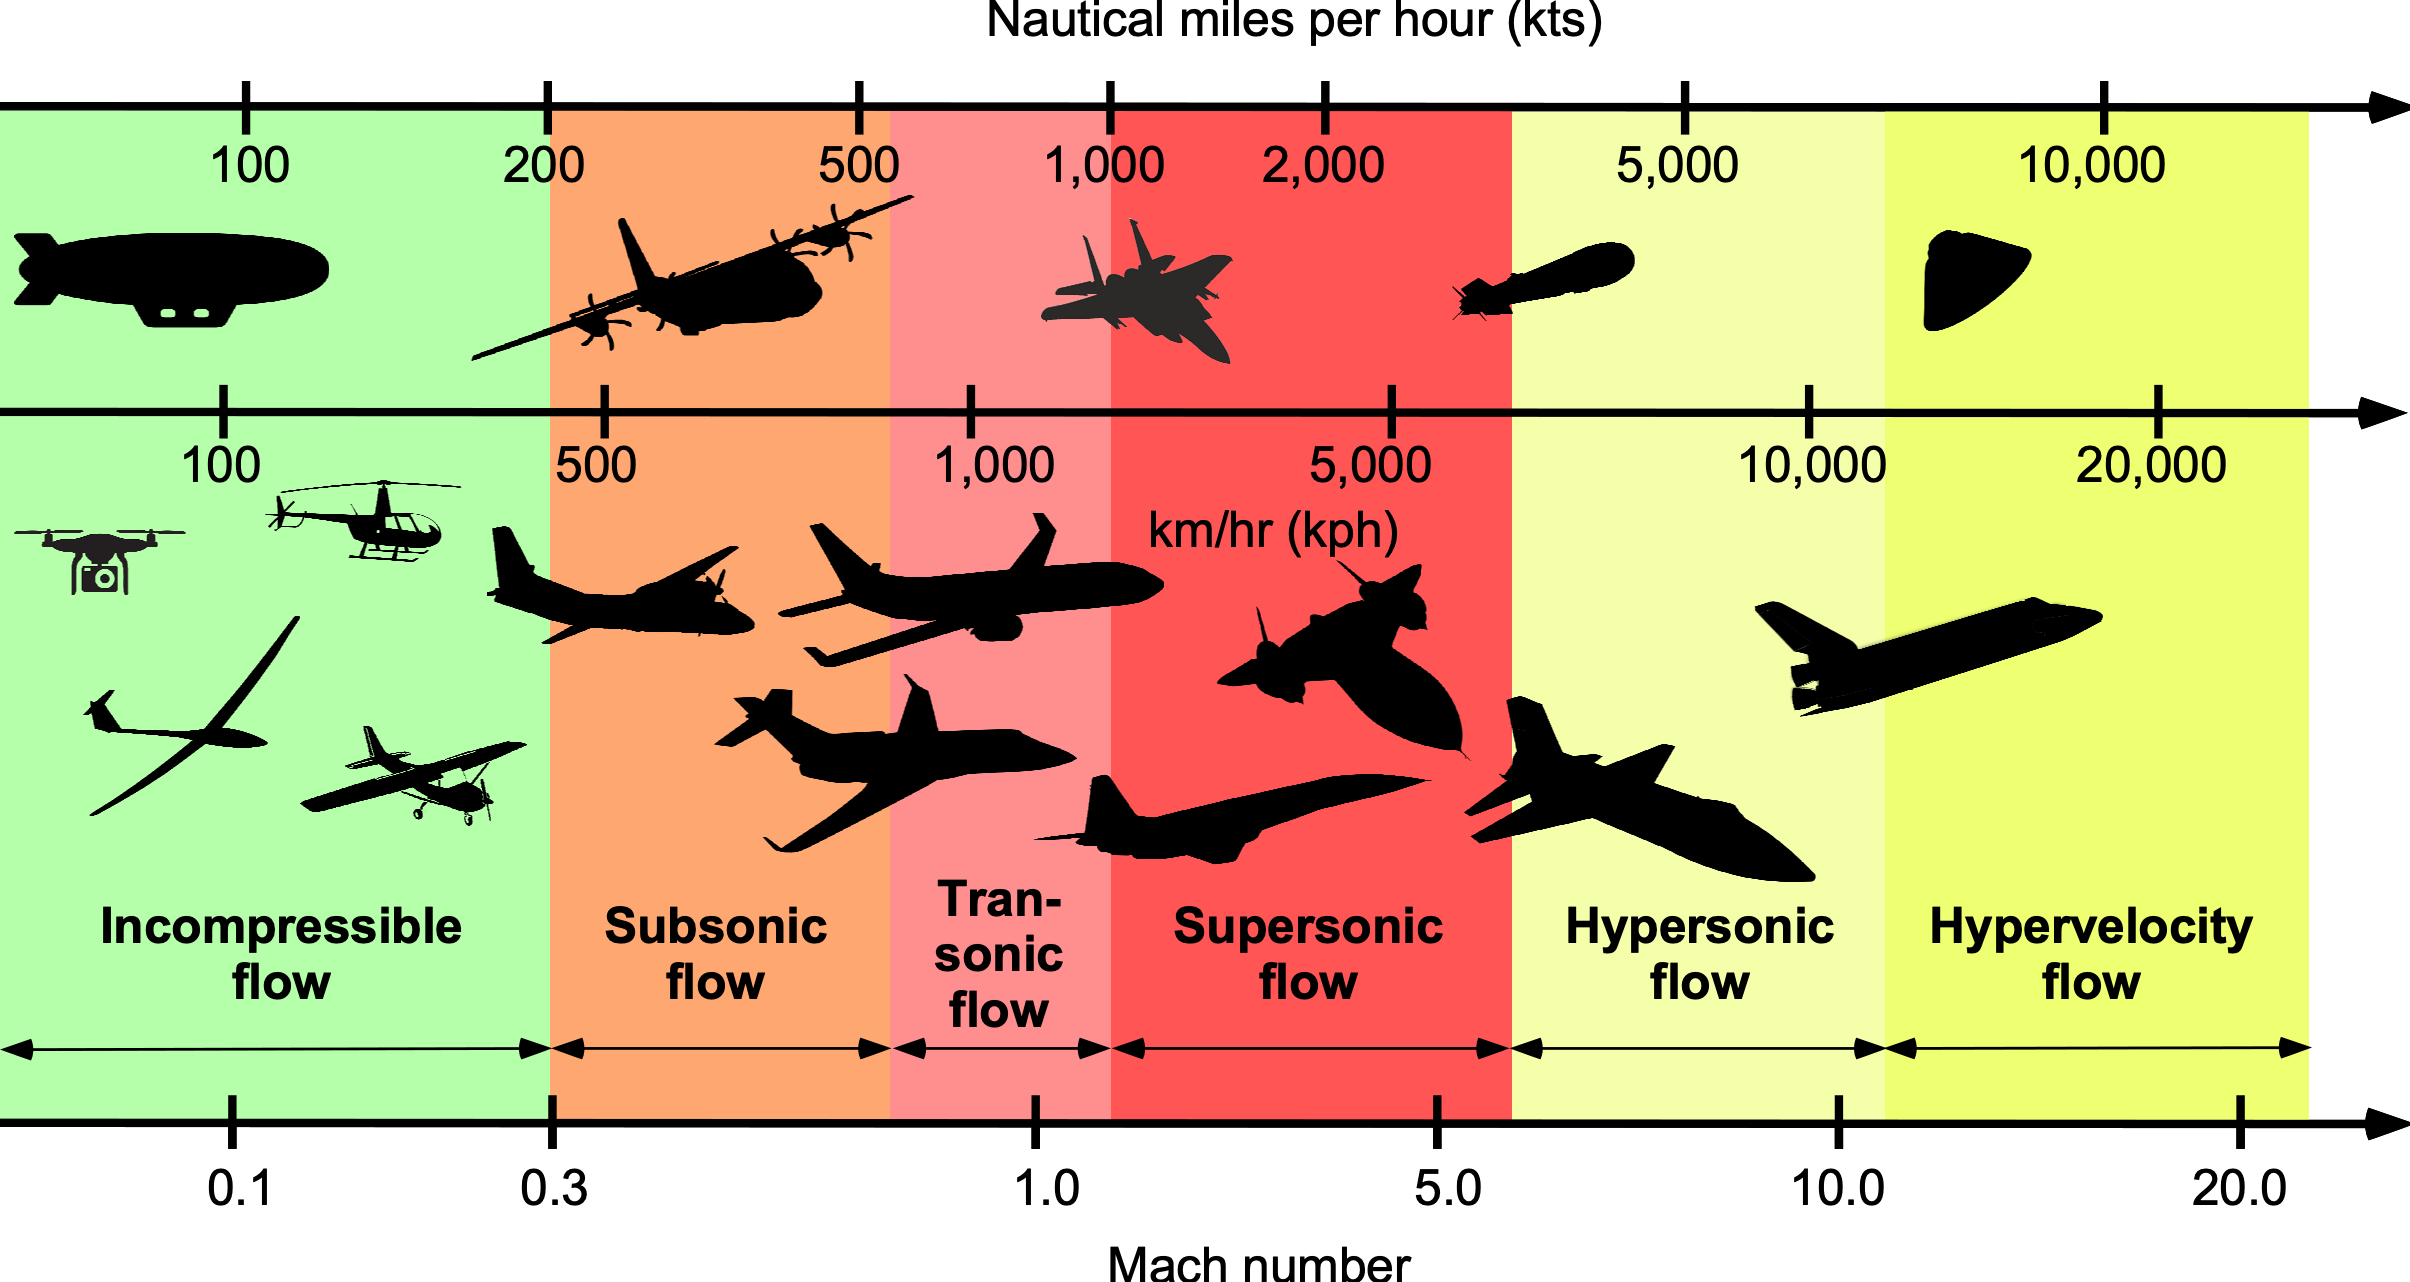 Nautical miles per hour (kts)
100 200 500 1,000 2,000 5,000 10,000
100 500 1,000 5,000 10,000 20,000
km/hr (kph)
Incompressible
flow
Subsonic
flow
Tran-
sonic
flow
Supersonic
flow
Hypersonic
flow
Hypervelocity
flow
0.1 0.3 1.0 5.0 10.0 20.0
Mach number